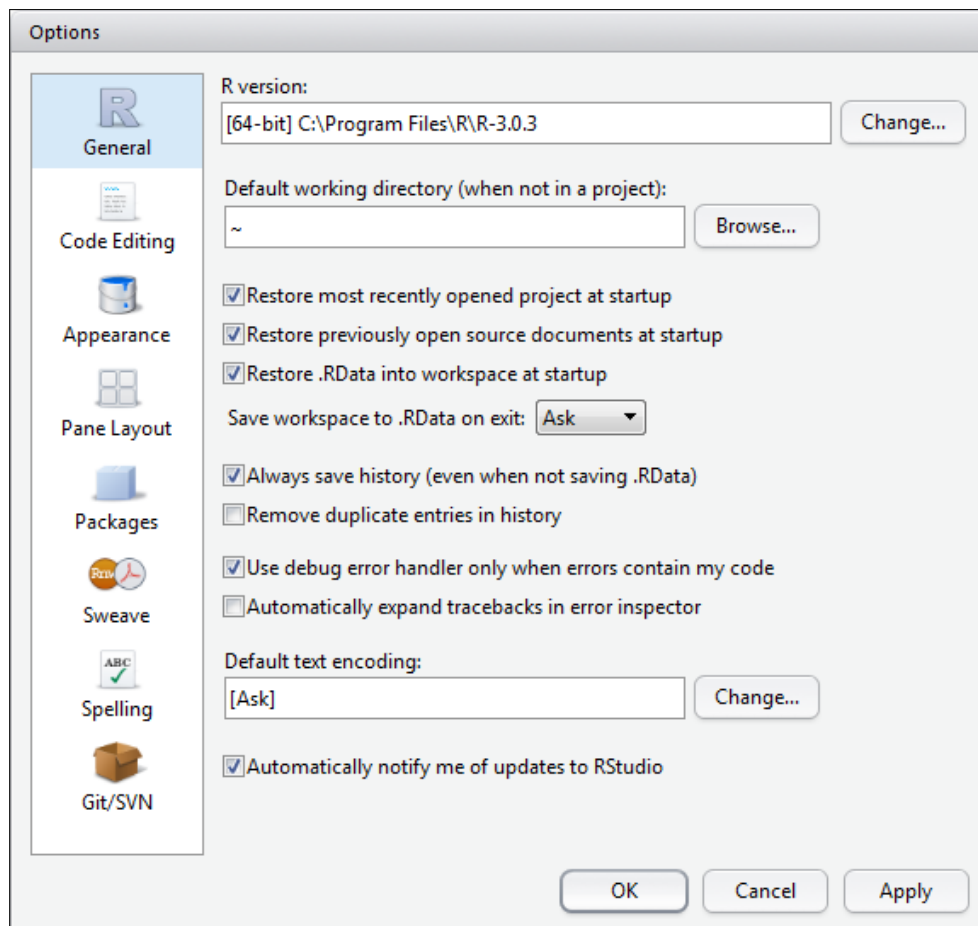 Options
General
Code Editing
Appearance
Pane Layout
Packages
Rnw
Sweave
ABC
Spelling
Git/SVN
R version:
[64-bit] C:\Program Files\R\R-3.0.3
Change...
Default working directory (when not in a project):
~
Browse...
Restore most recently opened project at startup
Restore previously open source documents at startup
Restore .RData into workspace at startup
Save workspace to .RData on exit: Ask
Always save history (even when not saving .RData)
Remove duplicate entries in history
Use debug error handler only when errors contain my code
Automatically expand tracebacks in error inspector
Default text encoding:
[Ask]
Change...
Automatically notify me of updates to RStudio
OK
Cancel
Apply